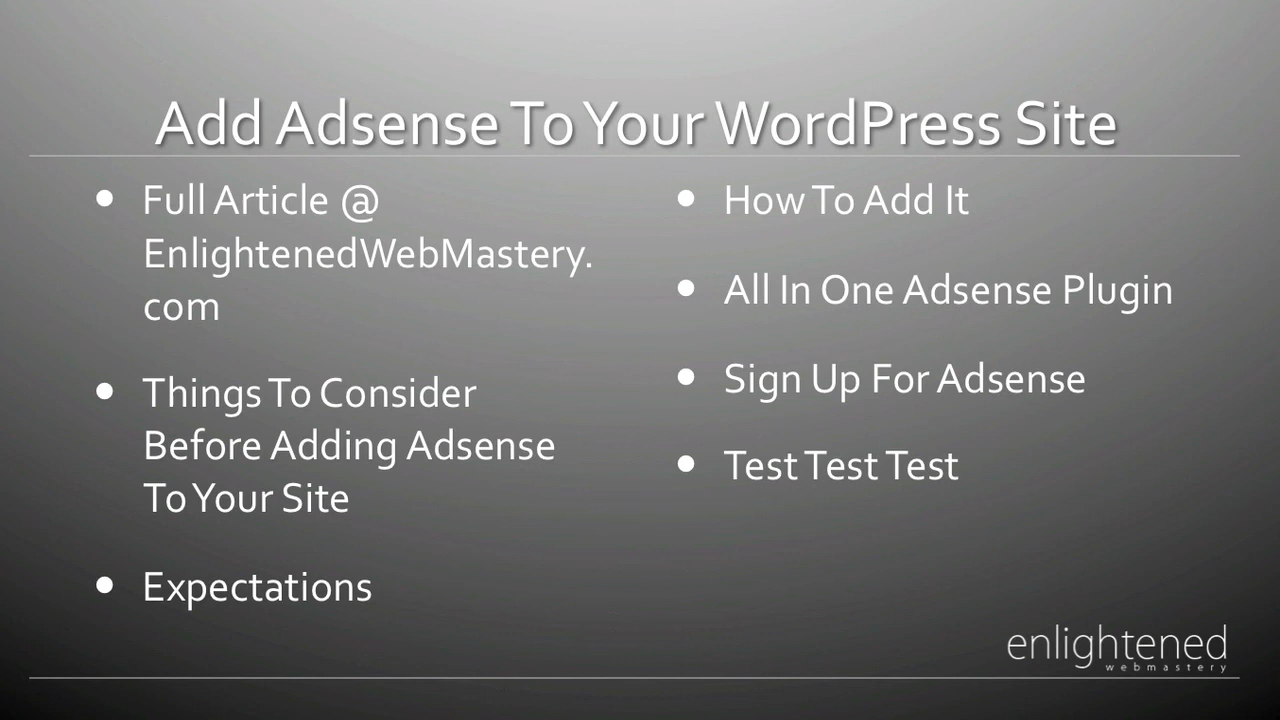 Add Adsense To Your WordPress Site
• Full Article @
EnlightenedWebMastery.
com
• Things To Consider
Before Adding Adsense
To Your Site
• Expectations
• How To Add It
• All In One Adsense Plugin
• Sign Up For Adsense
• Test Test Test
enlightened
webmastery